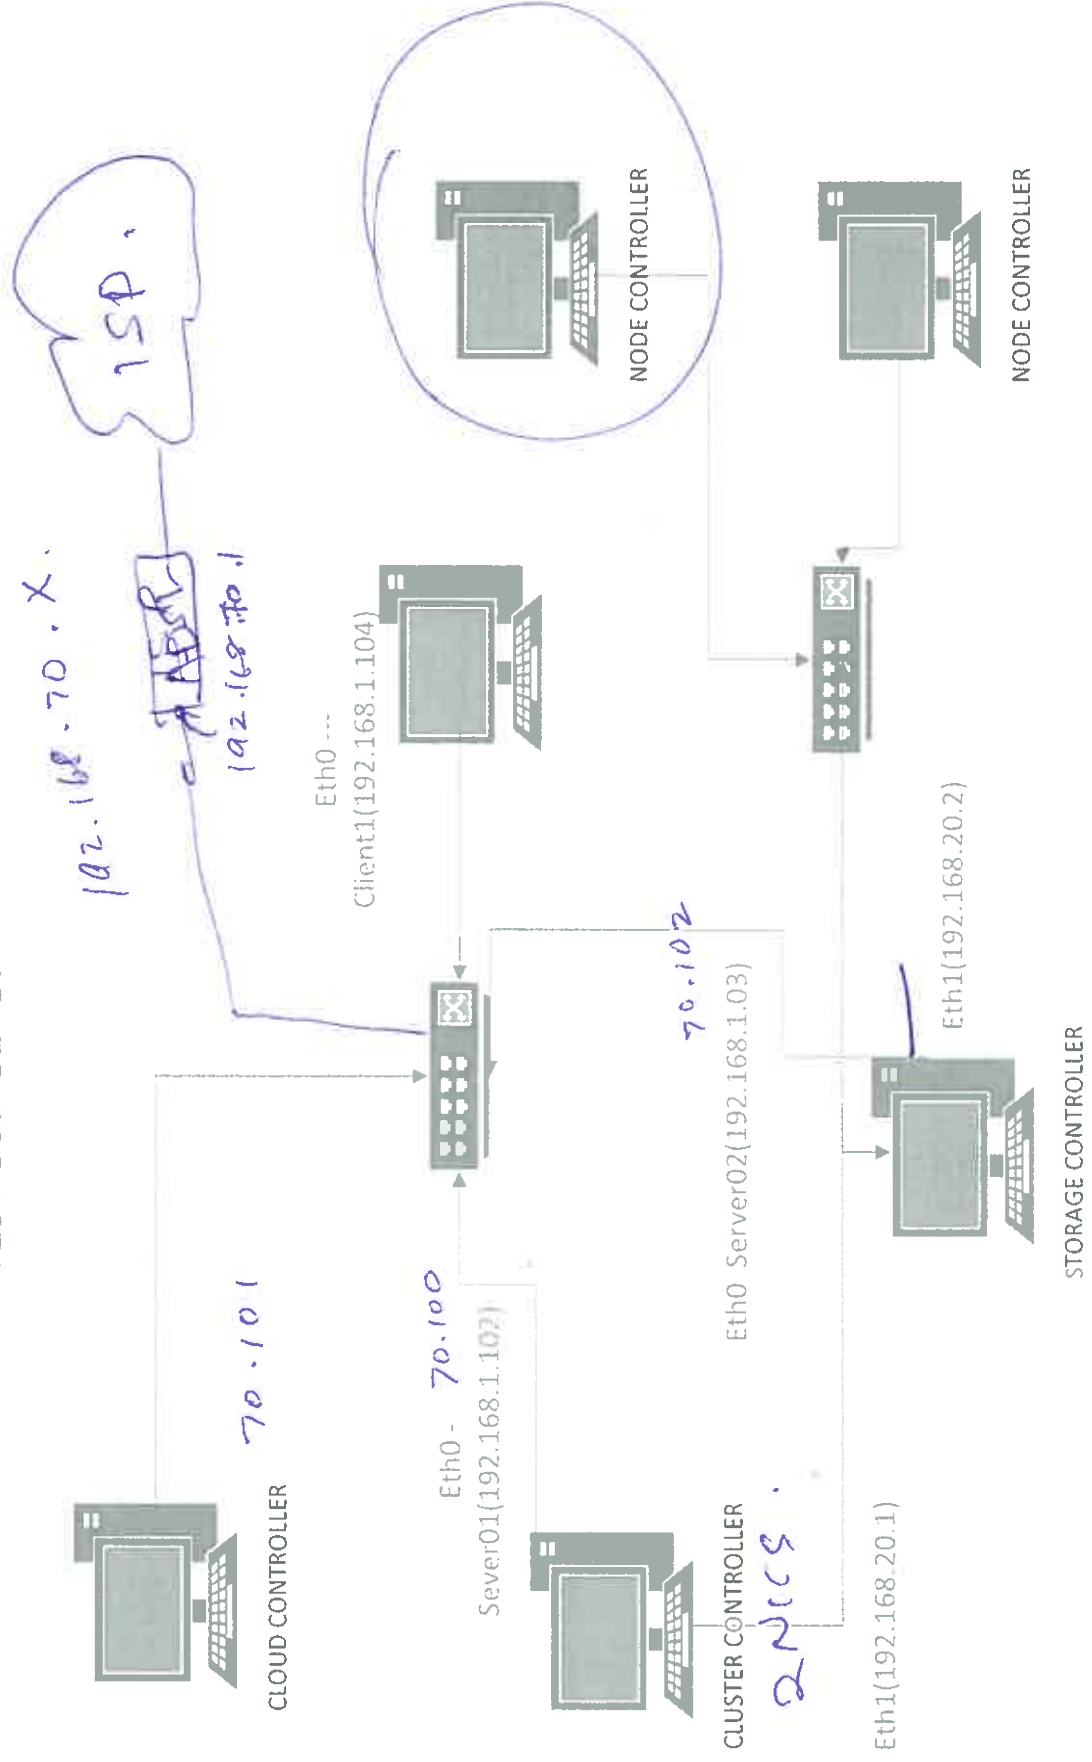 192.168.70.X.
ISP.
ADSR
192.168.70.1
CLOUD CONTROLLER
70.101
Eth0 ---
Client1(192.168.1.104)
NODE CONTROLLER
Eth0 -
70.100
Sever01(192.168.1.102)
70.102
Eth0 Server02(192.168.1.03)
CLUSTER CONTROLLER
2 NICS.
Eth1(192.168.20.1)
Eth1(192.168.20.2)
NODE CONTROLLER
STORAGE CONTROLLER